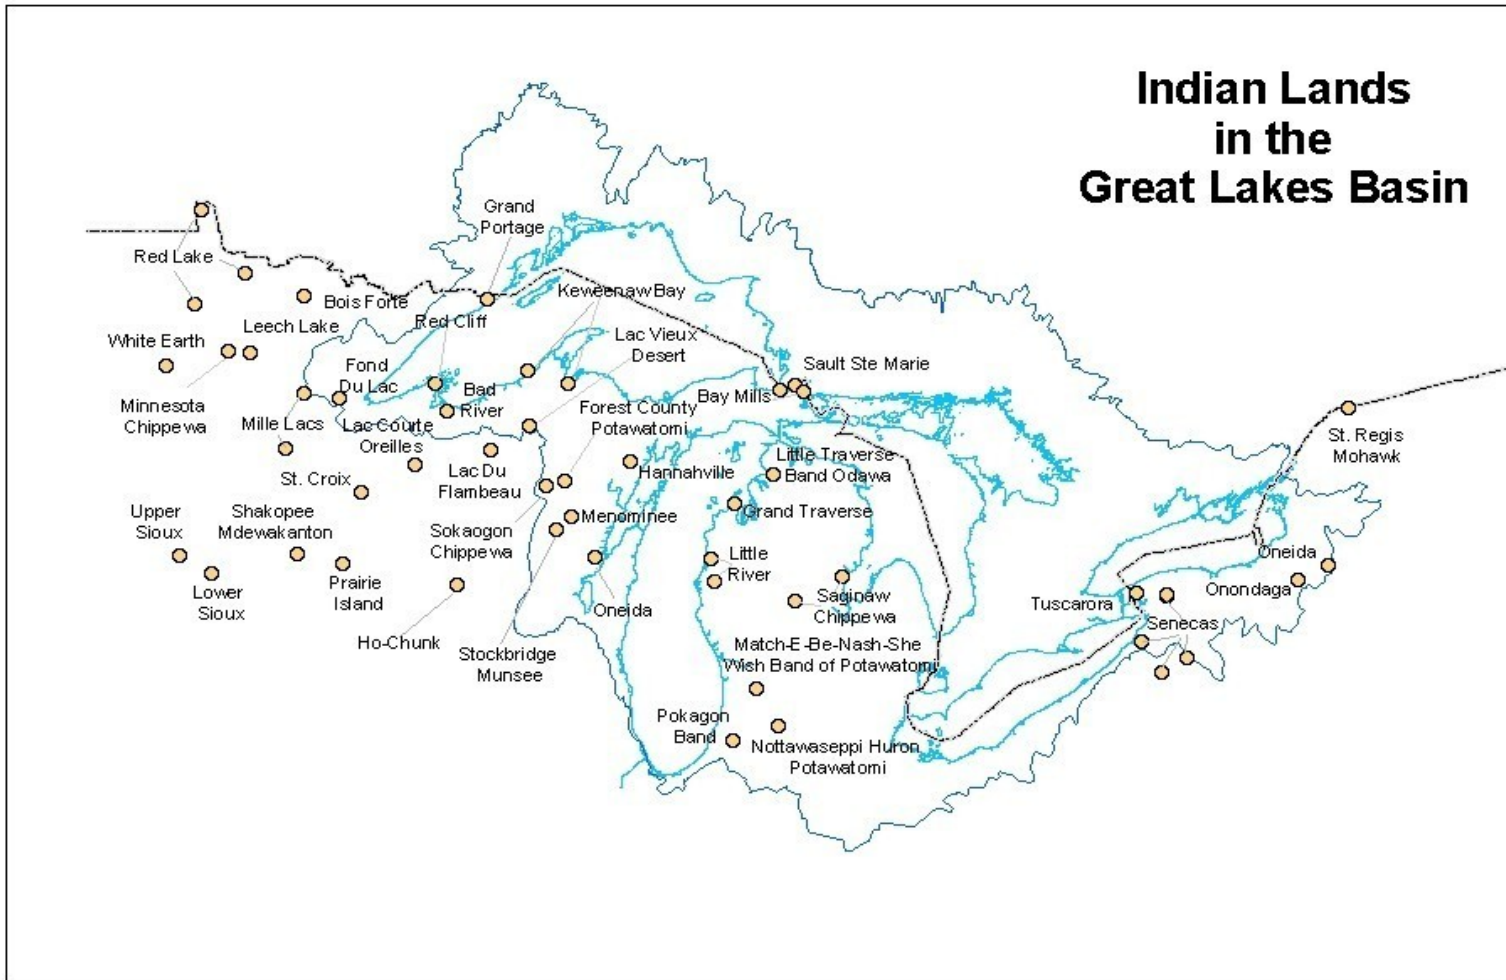 Indian Lands
in the
Great Lakes Basin
Grand
Portage
Red Lake
Bois Forte
Keweenaw Bay
Red Cliff
Leech Lake
White Earth
Lac Vieux
Desert
Fond
Du Lac
Sault Ste Marie
Bad
River
Bay Mills
Minnesota
Chippewa
Mille Lacs
Lac Courte
Oreilles
Forest County
Potawatomi
St. Regis
Mohawk
St. Croix
Lac Du
Flambeau
Hannahville
Little Traverse
Band Odawa
Upper
Sioux
Shakopee
Mdewakanton
Sokaogon
Chippewa
Menominee
Grand Traverse
Lower
Sioux
Prairie
Island
Little
River
Oneida
Ho-Chunk
Stockbridge
Munsee
Oneida
Saginaw
Chippewa
Tuscarora
Onondaga
Senecas
Match-E-Be-Nash-She
Wish Band of Potawatomi
Pokagon
Band
Nottawaseppi Huron
Potawatomi